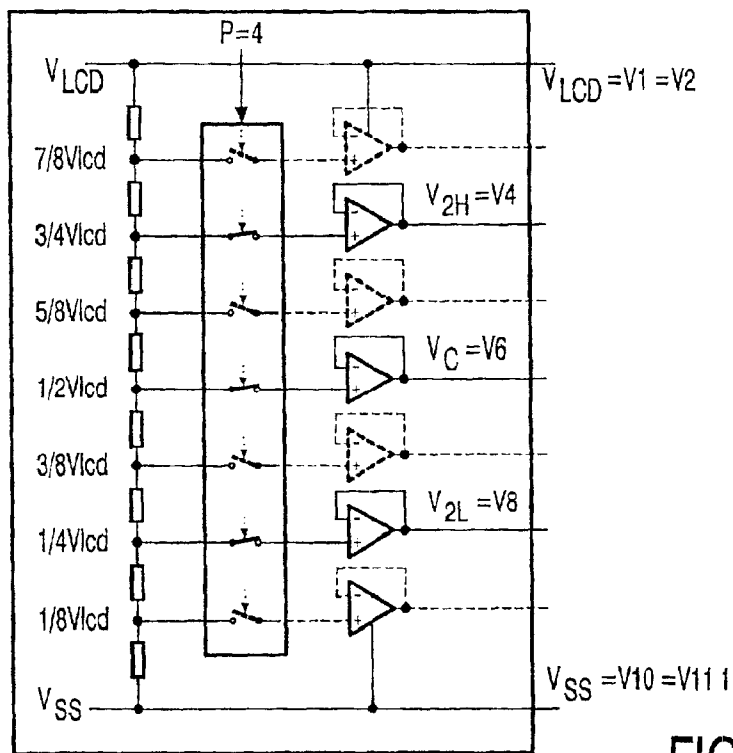 P=4
VLCD
VLCD =V1 =V2
7/8Vlcd
V2H=V4
3/4Vlcd
5/8Vlcd
VC=V6
1/2Vlcd
3/8Vlcd
V2L=V8
1/4Vlcd
1/8Vlcd
VSS
VSS =V10 =V11 1